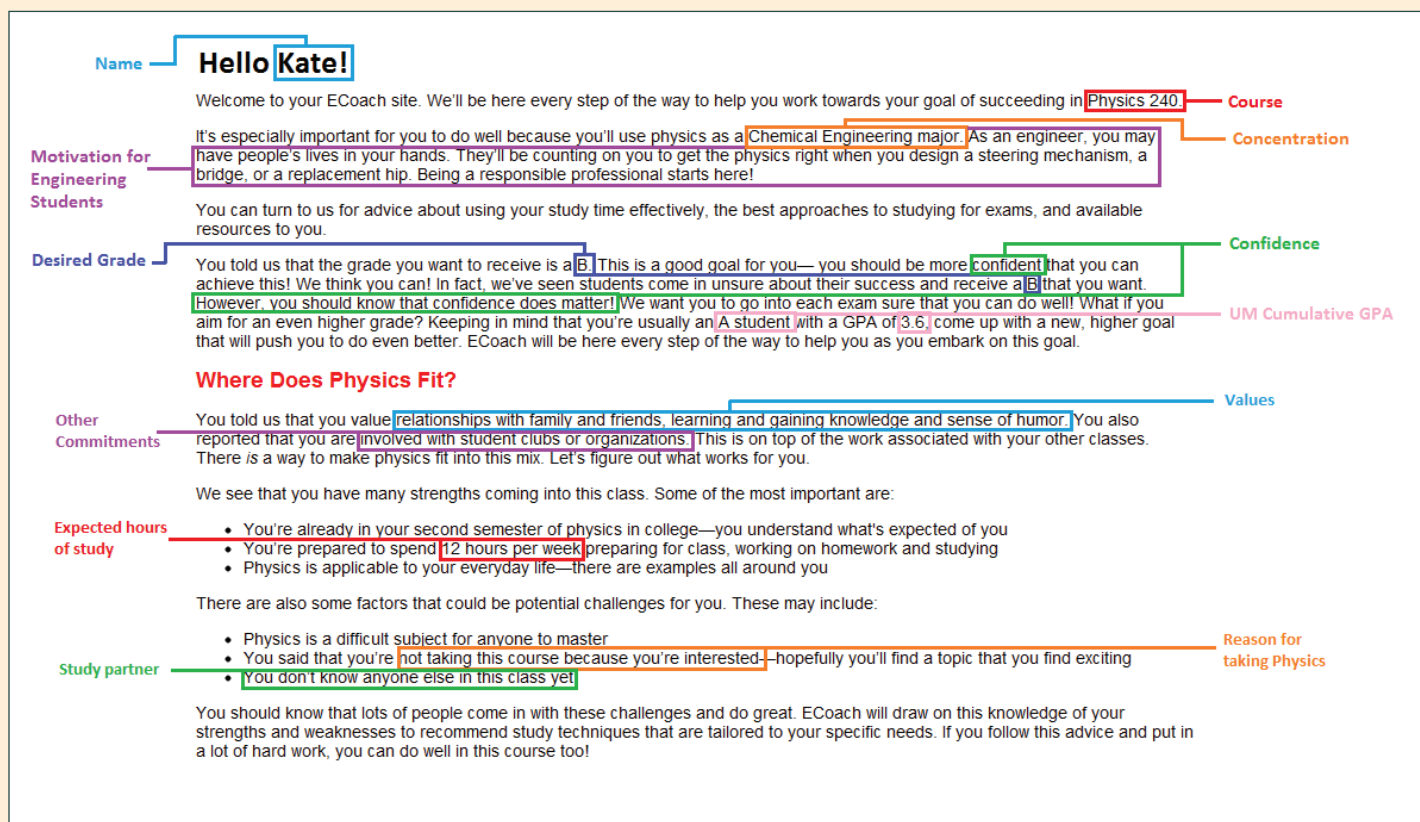 Name
Hello Kate!
Welcome to your ECoach site. We'll be here every step of the way to help you work towards your goal of succeeding in Physics 240.
Course
It's especially important for you to do well because you'll use physics as a Chemical Engineering major. As an engineer, you may
have people's lives in your hands. They'll be counting on you to get the physics right when you design a steering mechanism, a
bridge, or a replacement hip. Being a responsible professional starts here!
Concentration
Motivation for
Engineering
Students
You can turn to us for advice about using your study time effectively, the best approaches to studying for exams, and available
resources to you.
Desired Grade
Confidence
You told us that the grade you want to receive is a B. This is a good goal for you— you should be more confident that you can
achieve this! We think you can! In fact, we've seen students come in unsure about their success and receive a B that you want.
However, you should know that confidence does matter! We want you to go into each exam sure that you can do well! What if you
aim for an even higher grade? Keeping in mind that you're usually an A student with a GPA of 3.6, come up with a new, higher goal
that will push you to do even better. ECoach will be here every step of the way to help you as you embark on this goal.
UM Cumulative GPA
Where Does Physics Fit?
Values
Other
Commitments
You told us that you value relationships with family and friends, learning and gaining knowledge and sense of humor. You also
reported that you are involved with student clubs or organizations. This is on top of the work associated with your other classes.
There is a way to make physics fit into this mix. Let's figure out what works for you.
We see that you have many strengths coming into this class. Some of the most important are:
Expected hours
of study
• You're already in your second semester of physics in college—you understand what's expected of you
• You're prepared to spend 12 hours per week preparing for class, working on homework and studying
• Physics is applicable to your everyday life—there are examples all around you
There are also some factors that could be potential challenges for you. These may include:
• Physics is a difficult subject for anyone to master
• You said that you're not taking this course because you're interested-—hopefully you'll find a topic that you find exciting
• You don't know anyone else in this class yet
Reason for
taking Physics
Study partner
You should know that lots of people come in with these challenges and do great. ECoach will draw on this knowledge of your
strengths and weaknesses to recommend study techniques that are tailored to your specific needs. If you follow this advice and put in
a lot of hard work, you can do well in this course too!